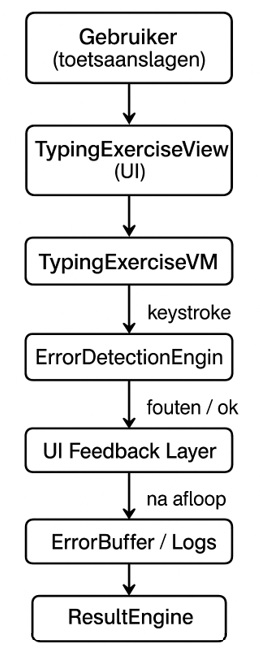 Gebruiker
(toetsaanslagen)
TypingExerciseView
(UI)
TypingExerciseVM
keystroke
ErrorDetectionEngin
fouten / ok
UI Feedback Layer
na afloop
ErrorBuffer / Logs
ResultEngine